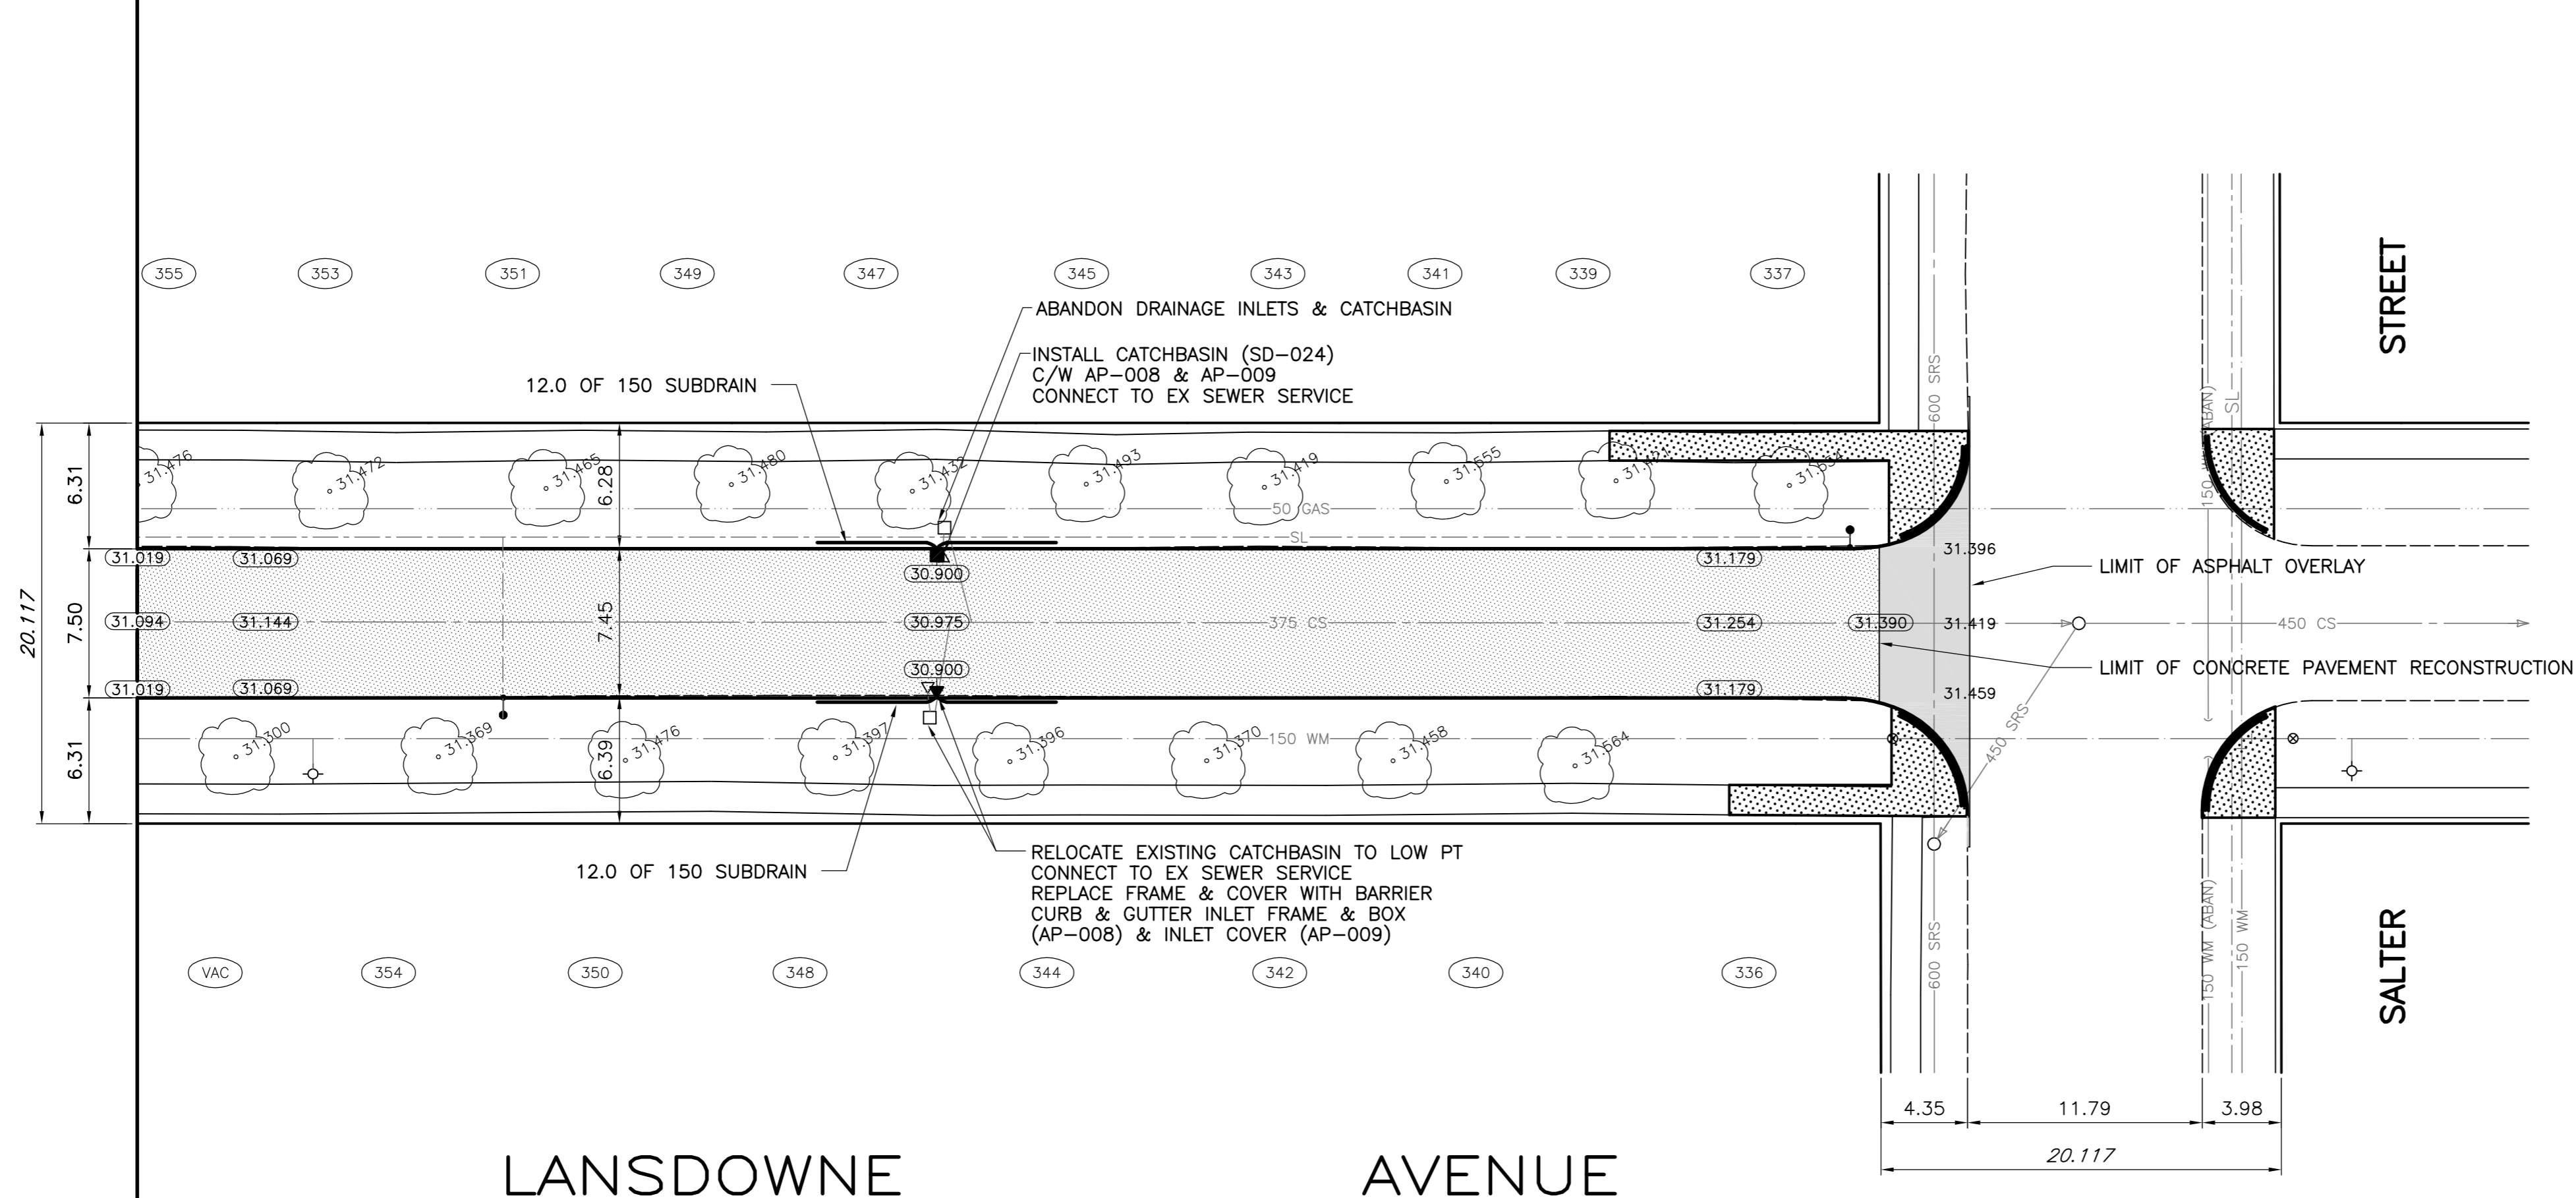 355
353
351
349
347
345
343
341
339
337
STREET
ABANDON DRAINAGE INLETS & CATCHBASIN
INSTALL CATCHBASIN (SD-024)
C/W AP-008 & AP-009
CONNECT TO EX SEWER SERVICE
12.0 OF 150 SUBDRAIN
600 SRS
SL
31.476
31.472
31.465
31.480
31.432
31.493
31.419
31.555
6.31
6.28
50 GAS
SL
31.019
31.069
30.900
31.179
31.396
LIMIT OF ASPHALT OVERLAY
20.117
7.50
7.45
31.094
31.144
30.975
375 CS
31.254
31.390
31.419
450 CS
LIMIT OF CONCRETE PAVEMENT RECONSTRUCTION
31.019
31.069
30.900
31.179
31.459
450 SRS
6.31
6.39
31.300
31.369
31.476
31.397
31.396
31.370
31.458
31.564
150 WM
12.0 OF 150 SUBDRAIN
RELOCATE EXISTING CATCHBASIN TO LOW PT
CONNECT TO EX SEWER SERVICE
REPLACE FRAME & COVER WITH BARRIER
CURB & GUTTER INLET FRAME & BOX
(AP-008) & INLET COVER (AP-009)
600 SRS
150 WM (ABAN)
150 WM
SALTER
VAC
354
350
348
344
342
340
336
4.35
11.79
3.98
20.117
LANSDOWNE AVENUE